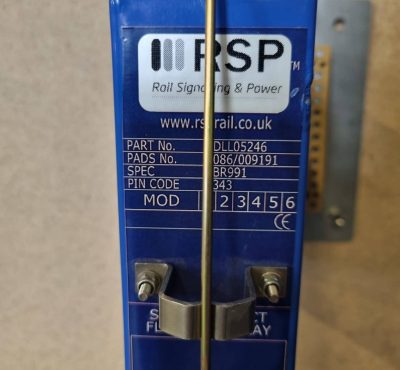 RSP™
Rail Signalling & Power
www.rsprail.co.uk
PART No. DLL05246
PADS No. 086/009191
SPEC BR991
PIN CODE 343
MOD 2 3 4 5 6
CE